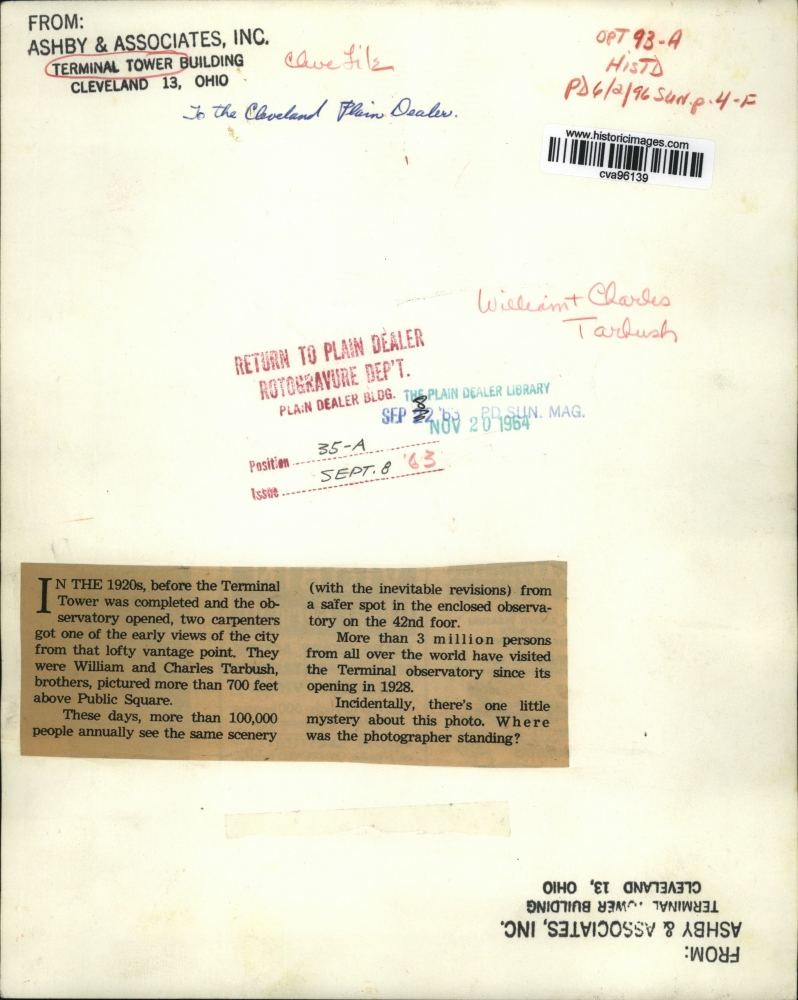 FROM:
ASHBY & ASSOCIATES, INC.
TERMINAL TOWER BUILDING
CLEVELAND 13, OHIO
Cleve File
To the Cleveland Plain Dealer.
OPT 93-A
HISTD
PD 6/2/96 SUN. p. 4-F
www.historicimages.com
cva96139
William + Charles
Tarbush
RETURN TO PLAIN DEALER
ROTOGRAVURE DEP'T.
PLAIN DEALER BLDG.
THE PLAIN DEALER LIBRARY
SEP 22 '63 PD SUN. MAG.
NOV 20 1964
Position 35-A
Issue SEPT. 8 '63
IN THE 1920s, before the Terminal
Tower was completed and the ob-
servatory opened, two carpenters
got one of the early views of the city
from that lofty vantage point. They
were William and Charles Tarbush,
brothers, pictured more than 700 feet
above Public Square.
These days, more than 100,000
people annually see the same scenery
(with the inevitable revisions) from
a safer spot in the enclosed observa-
tory on the 42nd foor.
More than 3 million persons
from all over the world have visited
the Terminal observatory since its
opening in 1928.
Incidentally, there's one little
mystery about this photo. Where
was the photographer standing?
FROM:
ASHBY & ASSOCIATES, INC.
TERMINAL TOWER BUILDING
CLEVELAND 13, OHIO